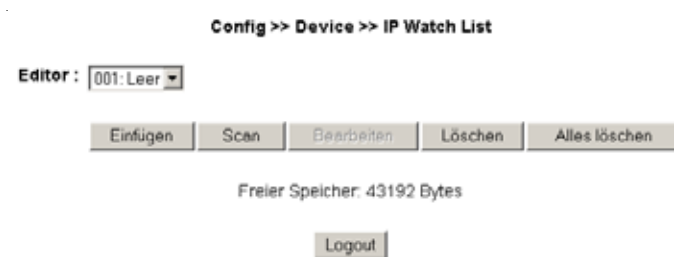 Config >> Device >> IP Watch List
Editor : 001: Leer
Einfügen Scan Bearbeiten Löschen Alles löschen
Freier Speicher: 43192 Bytes
Logout